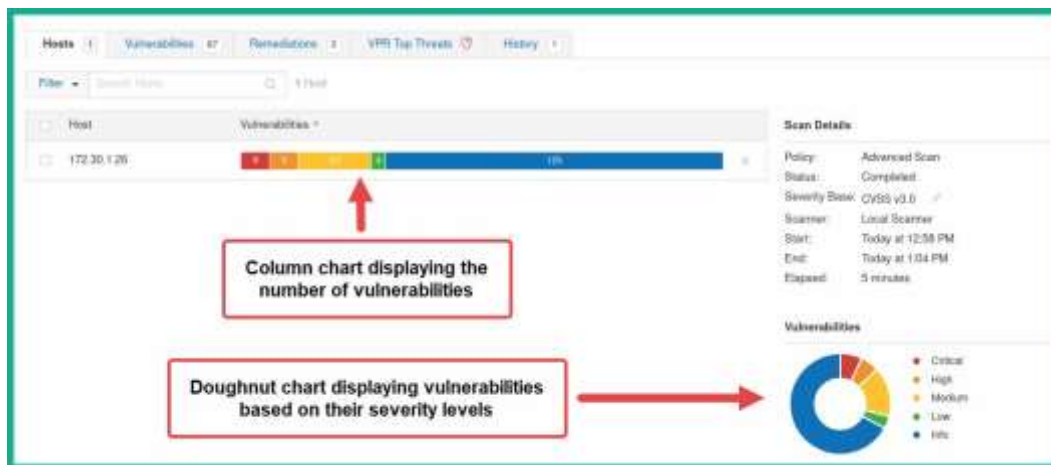 Hosts 1 Vulnerabilities 67 Remediations 2 VPR Top Threats History 1
Filter Search Hosts 1 Host
Host Vulnerabilities
172.30.1.26
Column chart displaying the
number of vulnerabilities
Doughnut chart displaying vulnerabilities
based on their severity levels
Scan Details
Policy: Advanced Scan
Status: Completed
Severity Base: CVSS v3.0
Scanner: Local Scanner
Start: Today at 12:58 PM
End: Today at 1:04 PM
Elapsed: 5 minutes
Vulnerabilities
Critical
High
Medium
Low
Info